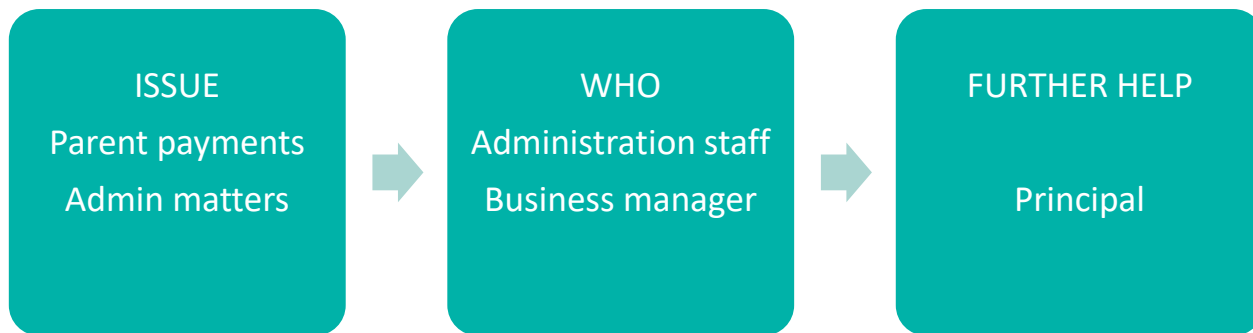 ISSUE
Parent payments
Admin matters
WHO
Administration staff
Business manager
FURTHER HELP
Principal